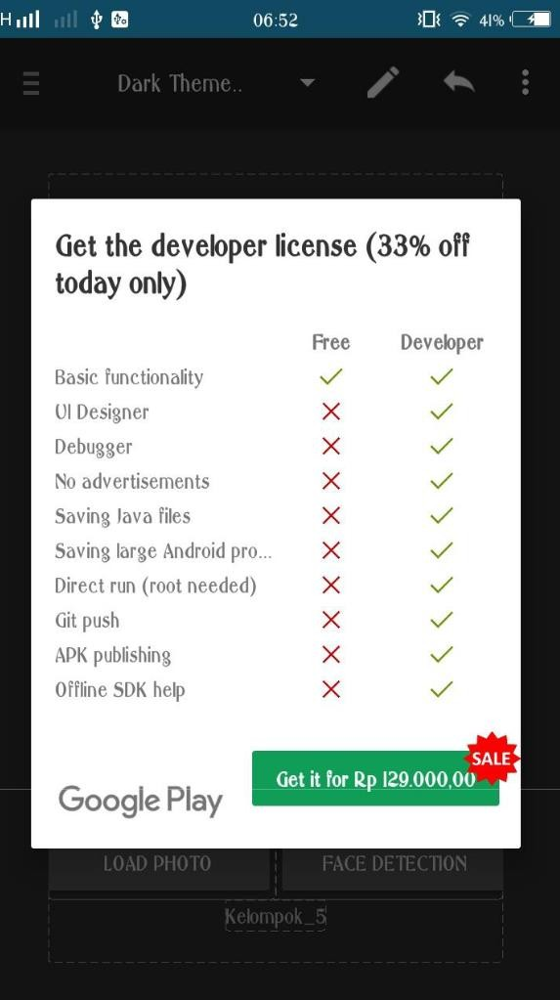 H
06:52
41%
Dark Theme..
Get the developer license (33% off
today only)
Free Developer
Basic functionality
UI Designer
Debugger
No advertisements
Saving Java files
Saving large Android pro...
Direct run (root needed)
Git push
APK publishing
Offline SDK help
SALE
Get it for Rp 129.000,00
Google Play
LOAD PHOTO FACE DETECTION
Kelompok_5